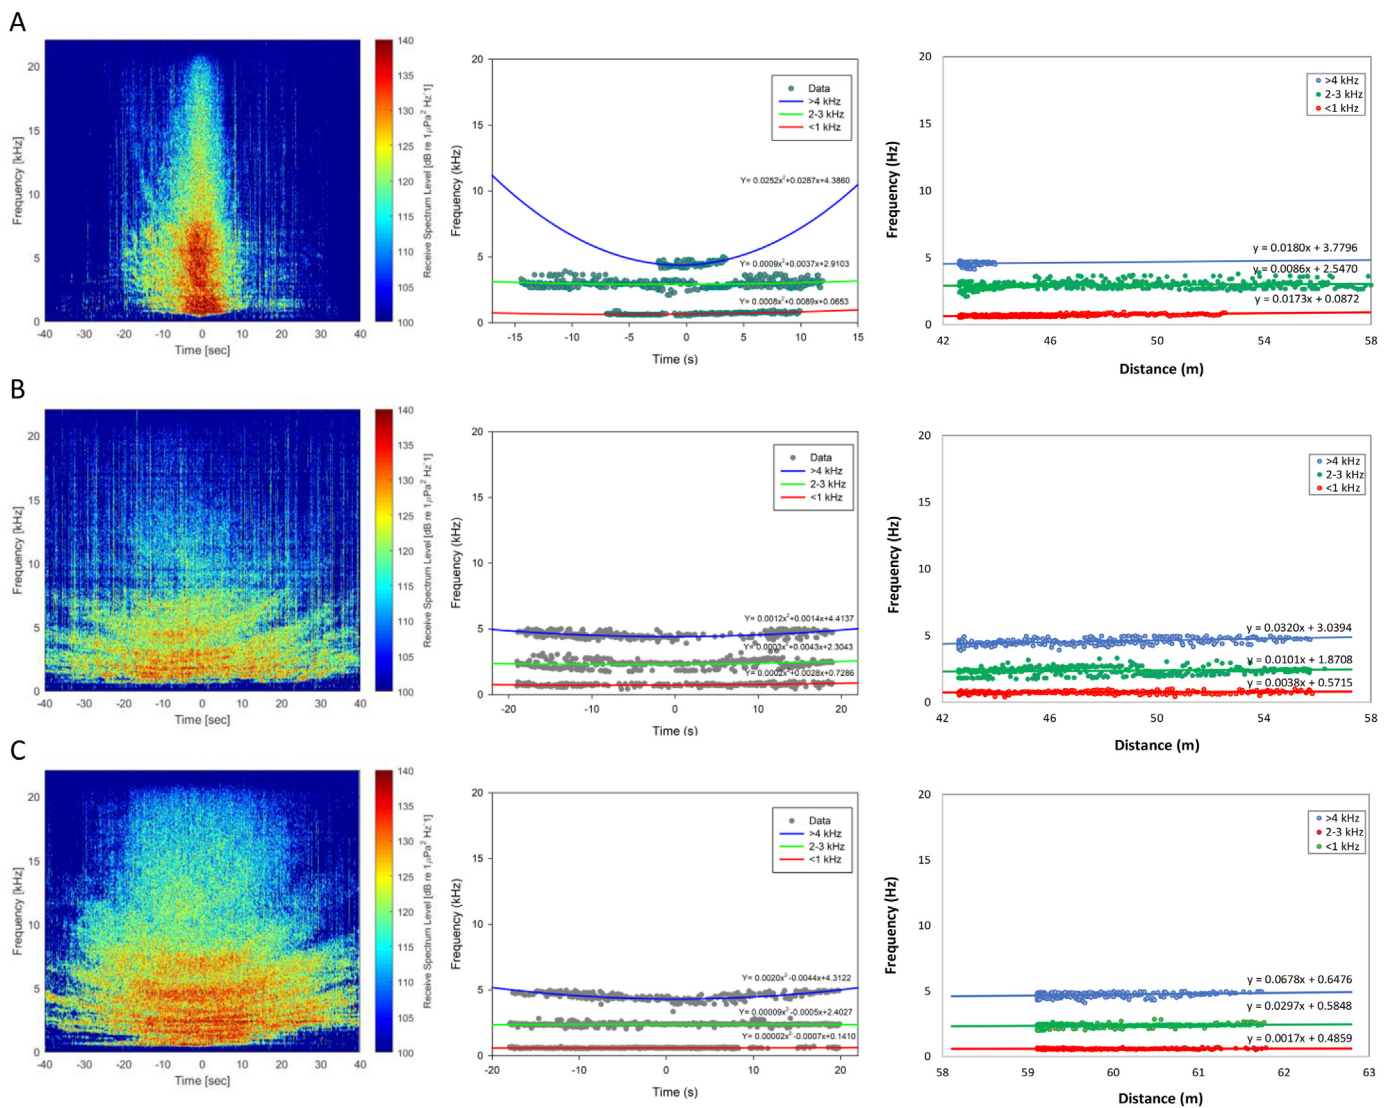 A
Frequency [kHz]
20
15
10
5
0
-40 -30 -20 -10 0 10 20 30 40
Time [sec]
140
135
130
125
120
115
110
105
100
Receive Spectrum Level [dB re 1μPa² Hz⁻¹]
Frequency (kHz)
20
15
10
5
0
-15 -10 -5 0 5 10 15
Time (s)
Data
>4 kHz
2-3 kHz
<1 kHz
Y= 0.0252x²+0.0287x+4.3860
Y= 0.0009x²+0.0037x+2.9103
Y= 0.0008x²+0.0089x+0.0653
Frequency (Hz)
20
15
10
5
0
42 46 50 54 58
Distance (m)
>4 kHz
2-3 kHz
<1 kHz
y = 0.0180x + 3.7796
y = 0.0086x + 2.5470
y = 0.0173x + 0.0872
B
Frequency [kHz]
20
15
10
5
0
-40 -30 -20 -10 0 10 20 30 40
Time [sec]
140
135
130
125
120
115
110
105
100
Receive Spectrum Level [dB re 1μPa² Hz⁻¹]
Frequency (kHz)
20
15
10
5
0
-20 -10 0 10 20
Time (s)
Data
>4 kHz
2-3 kHz
<1 kHz
Y= 0.0012x²+0.0014x+4.4137
Y= 0.0003x²+0.0043x+2.3043
Y= 0.0002x²+0.0028x+0.7286
Frequency (Hz)
20
15
10
5
0
42 46 50 54 58
Distance (m)
>4 kHz
2-3 kHz
<1 kHz
y = 0.0320x + 3.0394
y = 0.0101x + 1.8708
y = 0.0038x + 0.5715
C
Frequency [kHz]
20
15
10
5
0
-40 -30 -20 -10 0 10 20 30 40
Time [sec]
140
135
130
125
120
115
110
105
100
Receive Spectrum Level [dB re 1μPa² Hz⁻¹]
Frequency (kHz)
20
15
10
5
0
-20 -10 0 10 20
Time (s)
Data
>4 kHz
2-3 kHz
<1 kHz
Y= 0.0020x²-0.0044x+4.3122
Y= 0.00009x²-0.0005x+2.4027
Y= 0.00002x²-0.0007x+0.1410
Frequency (Hz)
20
15
10
5
0
58 59 60 61 62 63
Distance (m)
>4 kHz
2-3 kHz
<1 kHz
y = 0.0678x + 0.6476
y = 0.0297x + 0.5848
y = 0.0017x + 0.4859